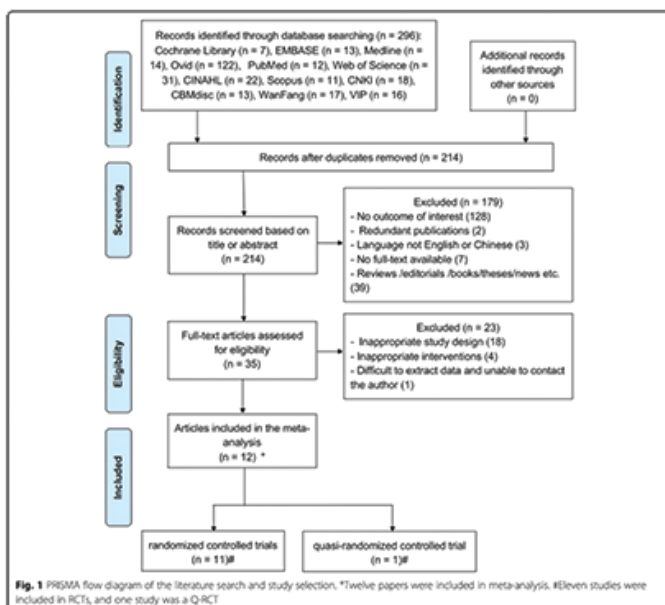 Records identified through database searching (n = 296):
Cochrane Library (n = 7), EMBASE (n = 13), Medline (n =
14), Ovid (n = 122), PubMed (n = 12), Web of Science (n =
31), CINAHL (n = 22), Scopus (n = 11), CNKI (n = 18),
CBMdisc (n = 13), WanFang (n = 17), VIP (n = 16)
Additional records
identified through
other sources
(n = 0)
Identification
Records after duplicates removed (n = 214)
Screening
Records screened based on
title or abstract
(n = 214)
Excluded (n = 179)
- No outcome of interest (128)
- Redundant publications (2)
- Language not English or Chinese (3)
- No full-text available (7)
- Reviews /editorials /books/theses/news etc.
(39)
Eligibility
Full-text articles assessed
for eligibility
(n = 35)
Excluded (n = 23)
- Inappropriate study design (18)
- Inappropriate interventions (4)
- Difficult to extract data and unable to contact
the author (1)
Included
Articles included in the meta-
analysis
(n = 12) *
randomized controlled trials
(n = 11)#
quasi-randomized controlled trial
(n = 1)#
Fig. 1 PRISMA flow diagram of the literature search and study selection. *Twelve papers were included in meta-analysis. #Eleven studies were
included in RCTs, and one study was a Q-RCT